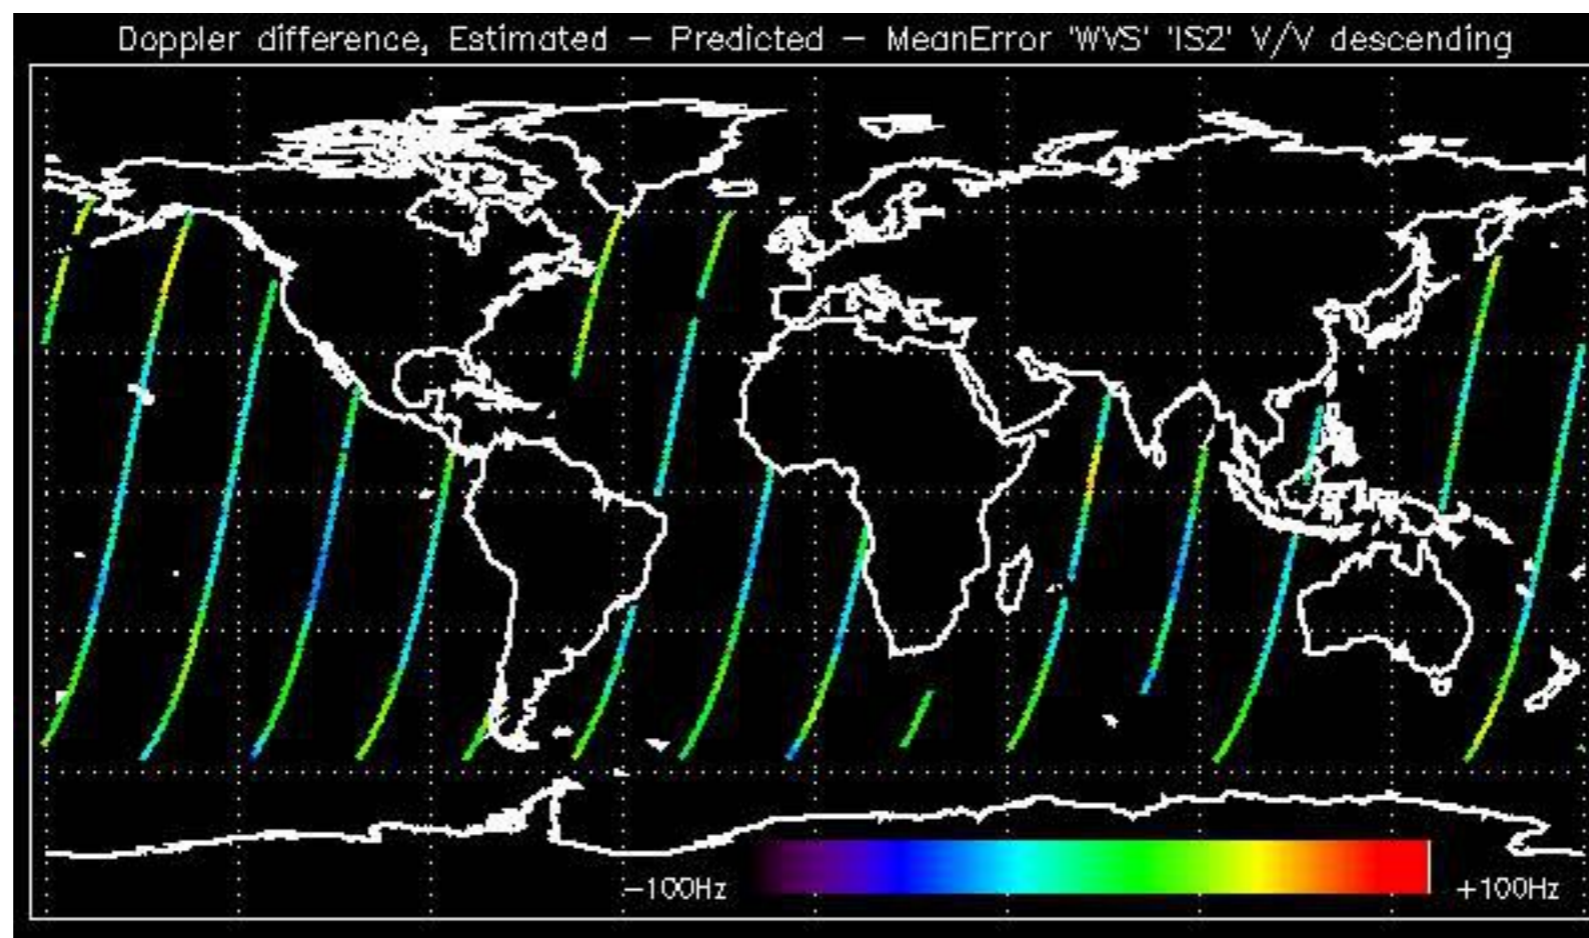 Doppler difference, Estimated – Predicted – MeanError 'WVS' 'IS2' V/V descending
–100Hz +100Hz